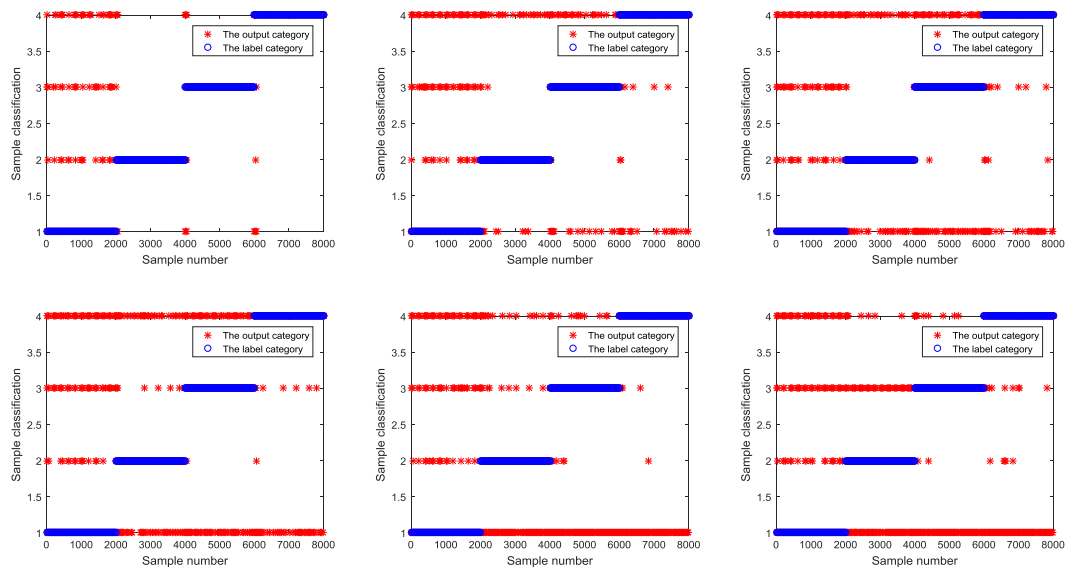 4
3.5
3
2.5
2
1.5
1
Sample classification
0 1000 2000 3000 4000 5000 6000 7000 8000
Sample number
The output category
The label category
4
3.5
3
2.5
2
1.5
1
Sample classification
0 1000 2000 3000 4000 5000 6000 7000 8000
Sample number
The output category
The label category
4
3.5
3
2.5
2
1.5
1
Sample classification
0 1000 2000 3000 4000 5000 6000 7000 8000
Sample number
The output category
The label category
4
3.5
3
2.5
2
1.5
1
Sample classification
0 1000 2000 3000 4000 5000 6000 7000 8000
Sample number
The output category
The label category
4
3.5
3
2.5
2
1.5
1
Sample classification
0 1000 2000 3000 4000 5000 6000 7000 8000
Sample number
The output category
The label category
4
3.5
3
2.5
2
1.5
1
Sample classification
0 1000 2000 3000 4000 5000 6000 7000 8000
Sample number
The output category
The label category